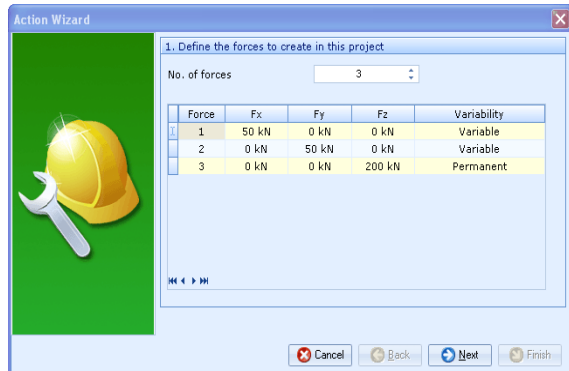 Action Wizard
1. Define the forces to create in this project
No. of forces 3
Force Fx Fy Fz Variability
1 50 kN 0 kN 0 kN Variable
2 0 kN 50 kN 0 kN Variable
3 0 kN 0 kN 200 kN Permanent
Cancel Back Next Finish